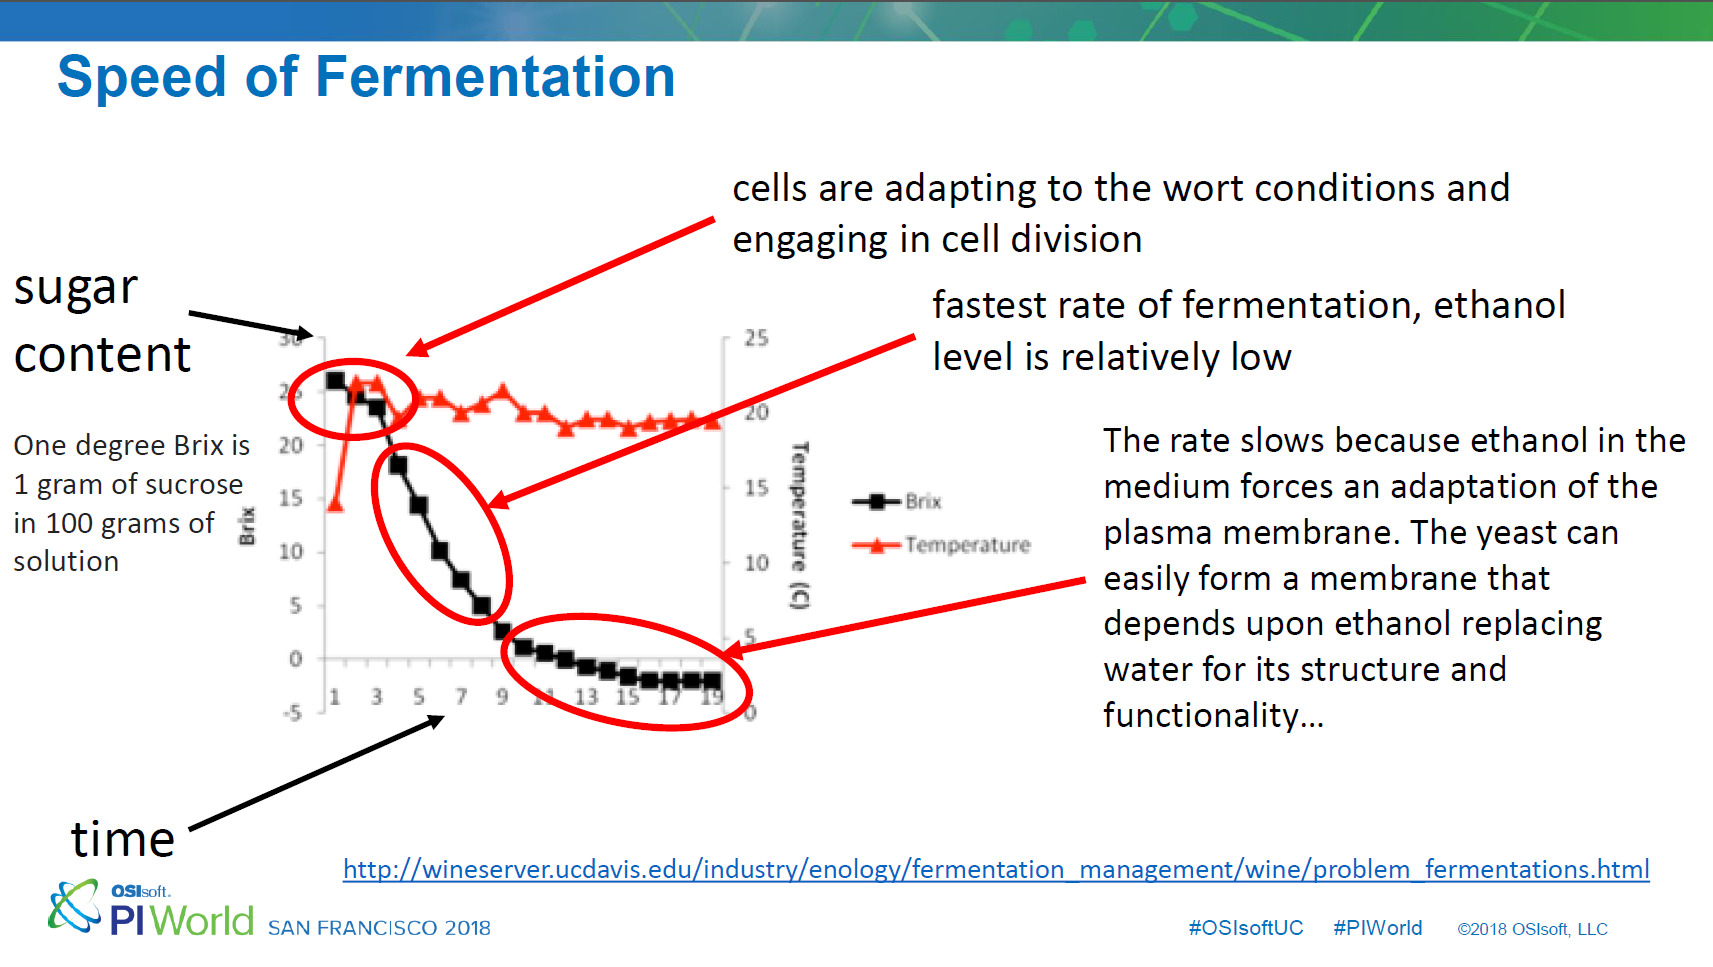 Speed of Fermentation
cells are adapting to the wort conditions and
engaging in cell division
sugar
content
fastest rate of fermentation, ethanol
level is relatively low
One degree Brix is
1 gram of sucrose
in 100 grams of
solution
The rate slows because ethanol in the
medium forces an adaptation of the
plasma membrane. The yeast can
easily form a membrane that
depends upon ethanol replacing
water for its structure and
functionality...
30
25
20
15
10
5
0
-5
Brix
1 3 5 7 9 11 13 15 17 19
25
20
15
10
5
0
Temperature (C)
Brix
Temperature
time
http://wineserver.ucdavis.edu/industry/enology/fermentation_management/wine/problem_fermentations.html
OSIsoft.
PI World SAN FRANCISCO 2018
#OSIsoftUC #PIWorld ©2018 OSIsoft, LLC